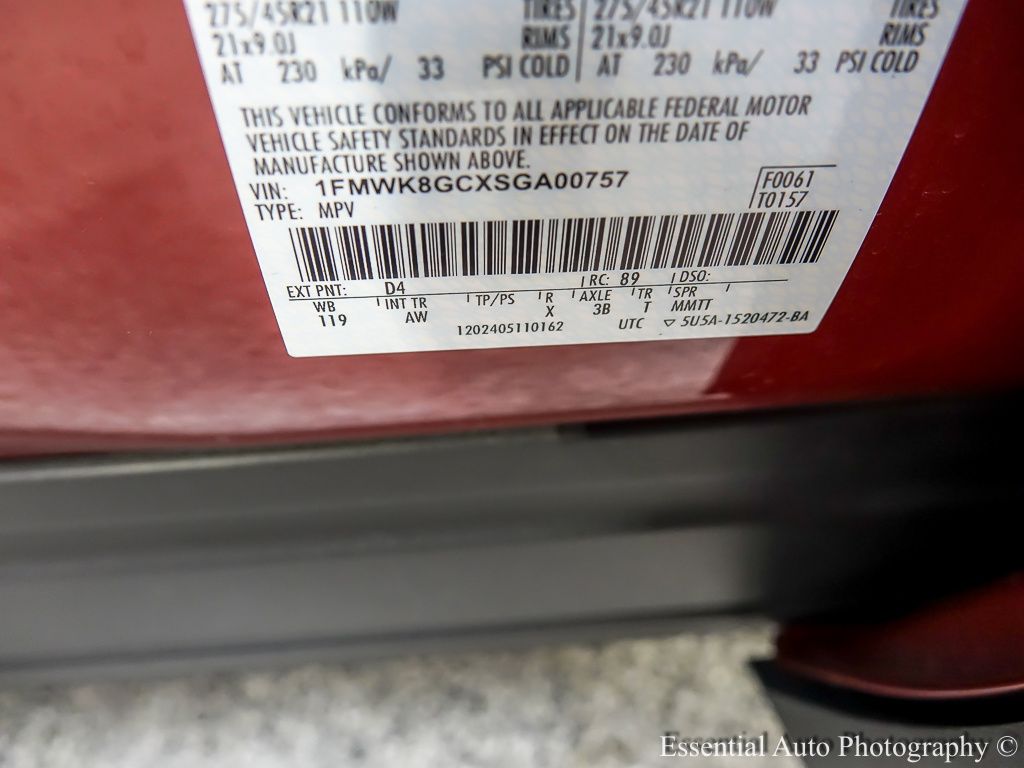 275/45R21 110W TIRES 275/45R21 110W TIRES
21x9.0J RIMS 21x9.0J RIMS
AT 230 kPa/ 33 PSI COLD AT 230 kPa/ 33 PSI COLD
THIS VEHICLE CONFORMS TO ALL APPLICABLE FEDERAL MOTOR
VEHICLE SAFETY STANDARDS IN EFFECT ON THE DATE OF
MANUFACTURE SHOWN ABOVE.
VIN: 1FMWK8GCXSGA00757 F0061
TYPE: MPV T0157
EXT PNT: D4 RC: 89 DSO:
WB INT TR TP/PS R AXLE TR SPR
119 AW X 3B T MMTT
1202405110162 UTC ▽ 5U5A-1520472-BA
Essential Auto Photography ©